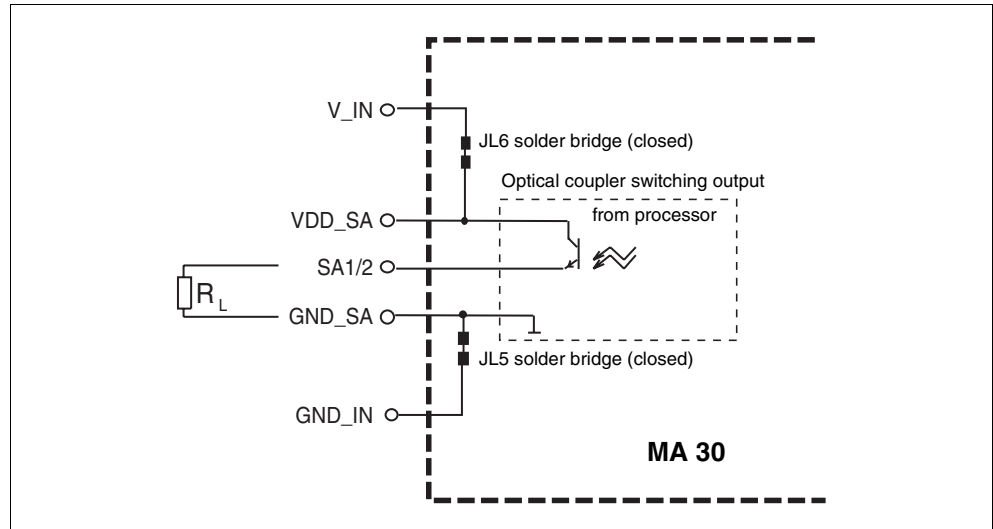 V_IN
JL6 solder bridge (closed)
Optical coupler switching output
VDD_SA
from processor
SA1/2
RL
GND_SA
JL5 solder bridge (closed)
GND_IN
MA 30